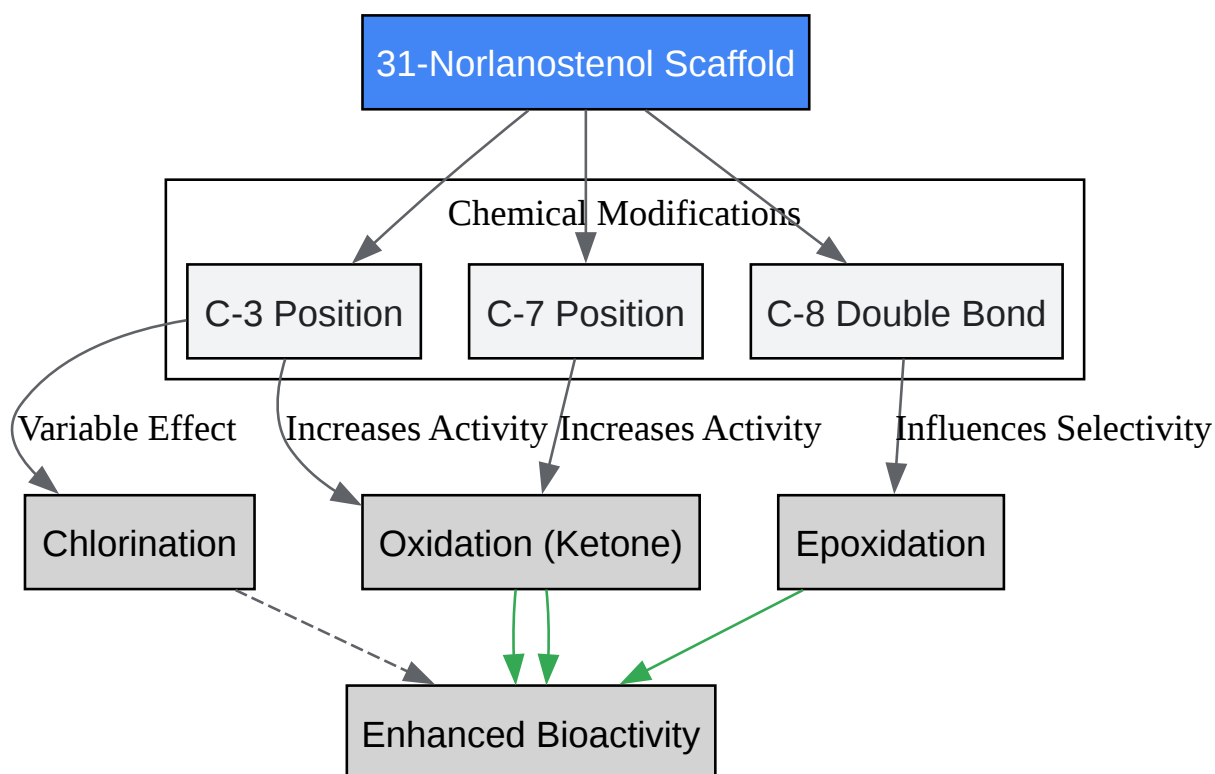 31-Norlanostenol Scaffold
Chemical Modifications
C-3 Position
C-7 Position
C-8 Double Bond
Variable Effect
Increases Activity
Increases Activity
Influences Selectivity
Chlorination
Oxidation (Ketone)
Epoxidation
Enhanced Bioactivity